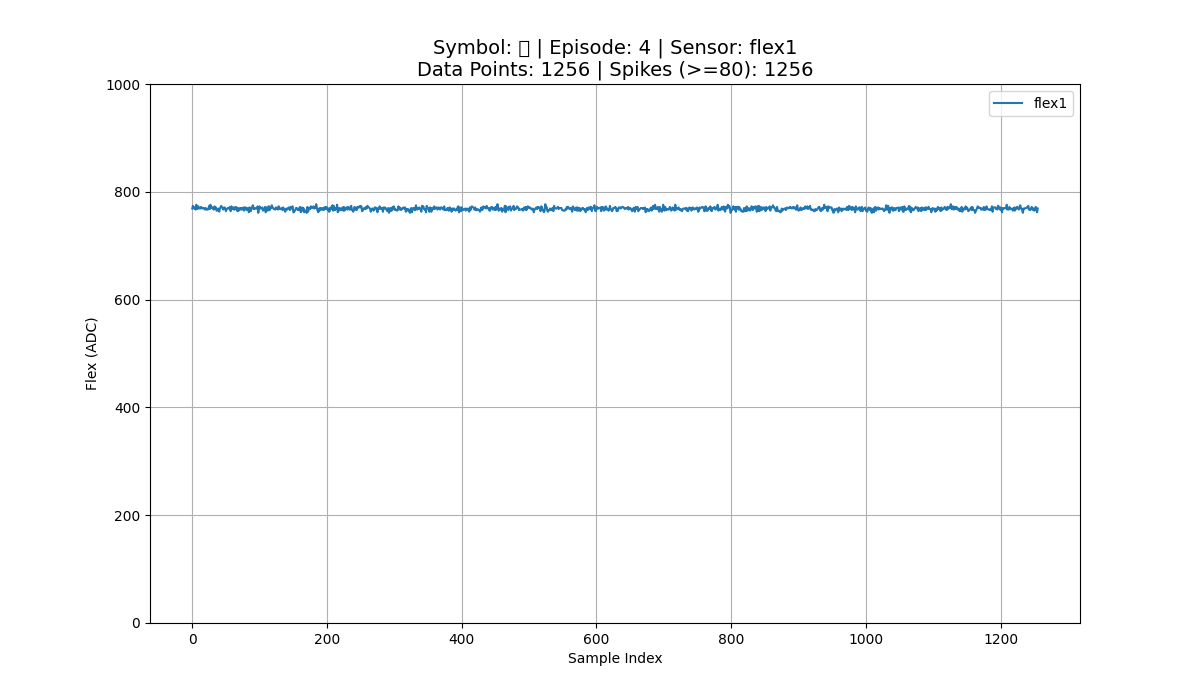 Symbol: | Episode: 4 | Sensor: flex1
Data Points: 1256 | Spikes (>=80): 1256
1000
800
600
400
200
0
Flex (ADC)
flex1
0 200 400 600 800 1000 1200
Sample Index